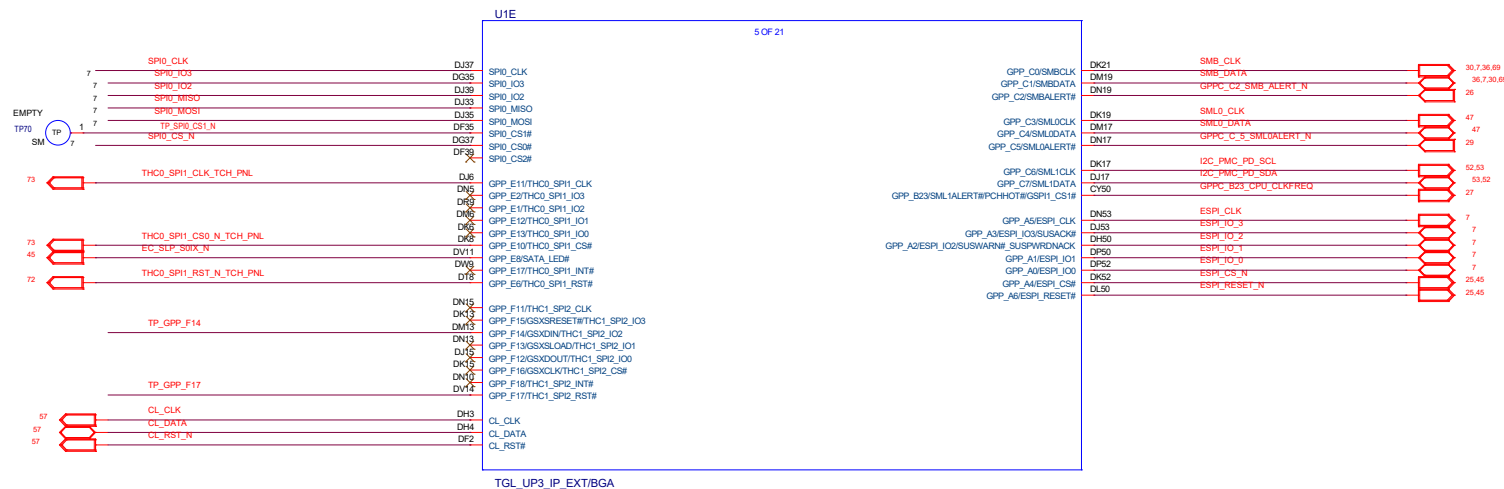 U1E
5 OF 21
SPI0_CLK DJ37 SPI0_CLK
7 SPI0_IO3 DG35 SPI0_IO3
7 SPI0_IO2 DJ39 SPI0_IO2
7 SPI0_MISO DJ33 SPI0_MISO
7 SPI0_MOSI DJ35 SPI0_MOSI
EMPTY
TP70 TP 1 TP_SPI0_CS1_N DF35 SPI0_CS1#
SM 7 SPI0_CS_N DG37 SPI0_CS0#
DF39 SPI0_CS2#
73 THC0_SPI1_CLK_TCH_PNL DJ6 GPP_E11/THC0_SPI1_CLK
DN5 GPP_E2/THC0_SPI1_IO3
DR9 GPP_E1/THC0_SPI1_IO2
DM6 GPP_E12/THC0_SPI1_IO1
DK6 GPP_E13/THC0_SPI1_IO0
73 THC0_SPI1_CS0_N_TCH_PNL DK8 GPP_E10/THC0_SPI1_CS#
45 EC_SLP_S0IX_N DV11 GPP_E8/SATA_LED#
DW9 GPP_E17/THC0_SPI1_INT#
72 THC0_SPI1_RST_N_TCH_PNL DT8 GPP_E6/THC0_SPI1_RST#
DN15 GPP_F11/THC1_SPI2_CLK
DK13 GPP_F15/GSXSRESET#/THC1_SPI2_IO3
TP_GPP_F14 DM13 GPP_F14/GSXDIN/THC1_SPI2_IO2
DN13 GPP_F13/GSXSLOAD/THC1_SPI2_IO1
DJ15 GPP_F12/GSXDOUT/THC1_SPI2_IO0
DK15 GPP_F16/GSXCLK/THC1_SPI2_CS#
DN10 GPP_F18/THC1_SPI2_INT#
TP_GPP_F17 DV14 GPP_F17/THC1_SPI2_RST#
57 CL_CLK DH3 CL_CLK
57 CL_DATA DH4 CL_DATA
57 CL_RST_N DF2 CL_RST#
GPP_C0/SMBCLK DK21 SMB_CLK 30,7,36,69
GPP_C1/SMBDATA DM19 SMB_DATA 36,7,30,69
GPP_C2/SMBALERT# DN19 GPPC_C2_SMB_ALERT_N 26
GPP_C3/SML0CLK DK19 SML0_CLK 47
GPP_C4/SML0DATA DM17 SML0_DATA 47
GPP_C5/SML0ALERT# DN17 GPPC_C_5_SML0ALERT_N 29
GPP_C6/SML1CLK DK17 I2C_PMC_PD_SCL 52,53
GPP_C7/SML1DATA DJ17 I2C_PMC_PD_SDA 53,52
GPP_B23/SML1ALERT#/PCHHOT#/GSPI1_CS1# CY50 GPPC_B23_CPU_CLKFREQ 27
GPP_A5/ESPI_CLK DN53 ESPI_CLK 7
GPP_A3/ESPI_IO3/SUSACK# DJ53 ESPI_IO_3 7
GPP_A2/ESPI_IO2/SUSWARN#_SUSPWRDNACK DH50 ESPI_IO_2 7
GPP_A1/ESPI_IO1 DP50 ESPI_IO_1 7
GPP_A0/ESPI_IO0 DP52 ESPI_IO_0 7
GPP_A4/ESPI_CS# DK52 ESPI_CS_N 25,45
GPP_A6/ESPI_RESET# DL50 ESPI_RESET_N 25,45
TGL_UP3_IP_EXT/BGA